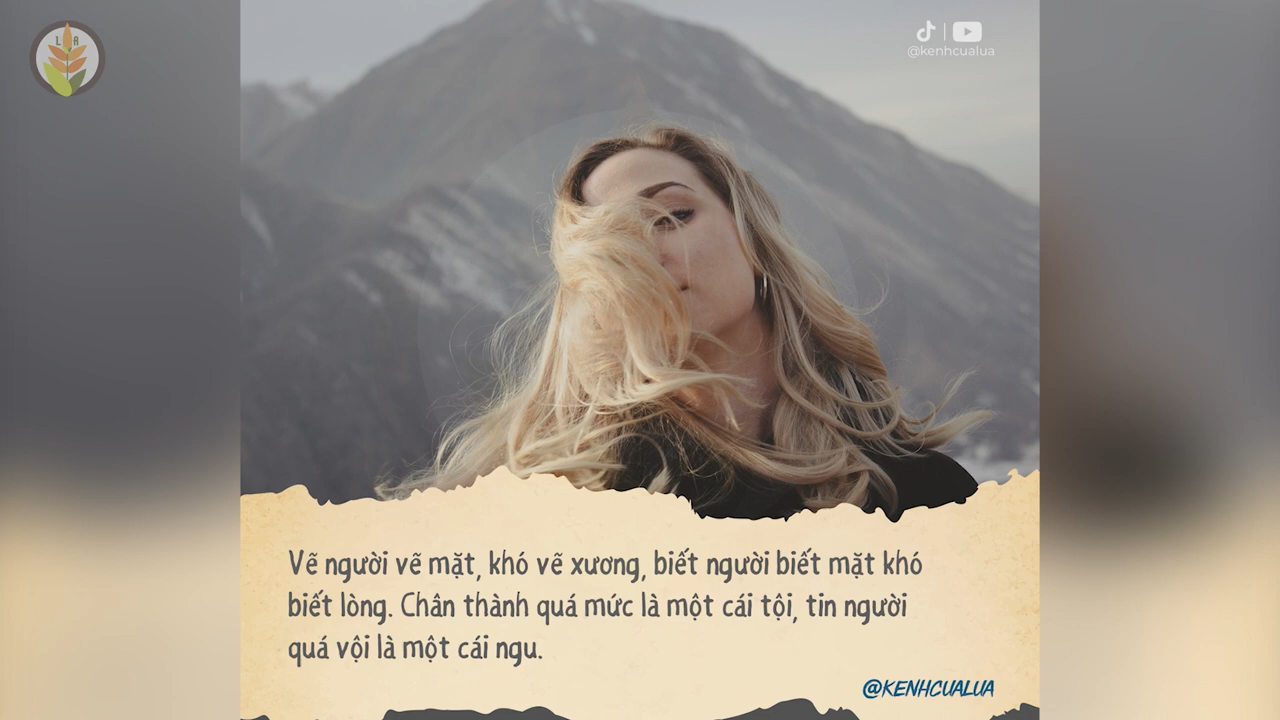 L A
@kenhcualua
Vẽ người vẽ mặt, khó vẽ xương, biết người biết mặt khó
biết lòng. Chân thành quá mức là một cái tội, tin người
quá vội là một cái ngu.
@KENHCUALUA